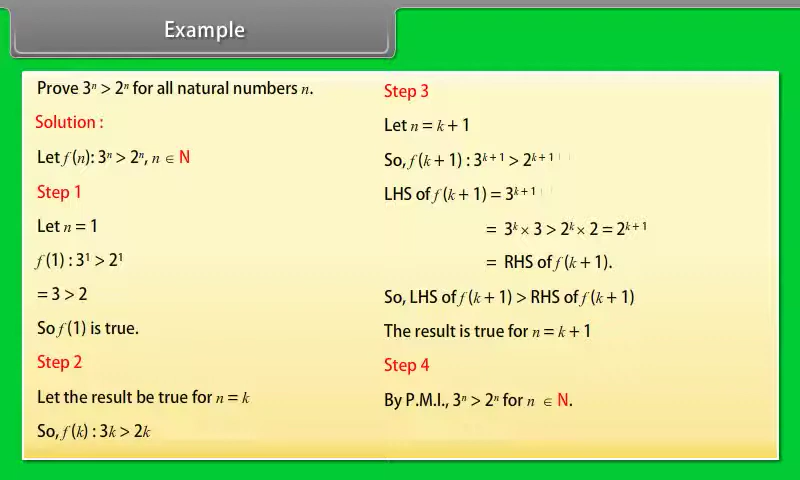 Example
Prove 3ⁿ > 2ⁿ for all natural numbers n.
Solution :
Let f (n): 3ⁿ > 2ⁿ, n ∈ N
Step 1
Let n = 1
f (1) : 3¹ > 2¹
= 3 > 2
So f (1) is true.
Step 2
Let the result be true for n = k
So, f (k) : 3k > 2k
Step 3
Let n = k + 1
So, f (k + 1) : 3ᵏ⁺¹ > 2ᵏ⁺¹
LHS of f (k + 1) = 3ᵏ⁺¹
= 3ᵏ × 3 > 2ᵏ × 2 = 2ᵏ⁺¹
= RHS of f (k + 1).
So, LHS of f (k + 1) > RHS of f (k + 1)
The result is true for n = k + 1
Step 4
By P.M.I., 3ⁿ > 2ⁿ for n ∈ N.